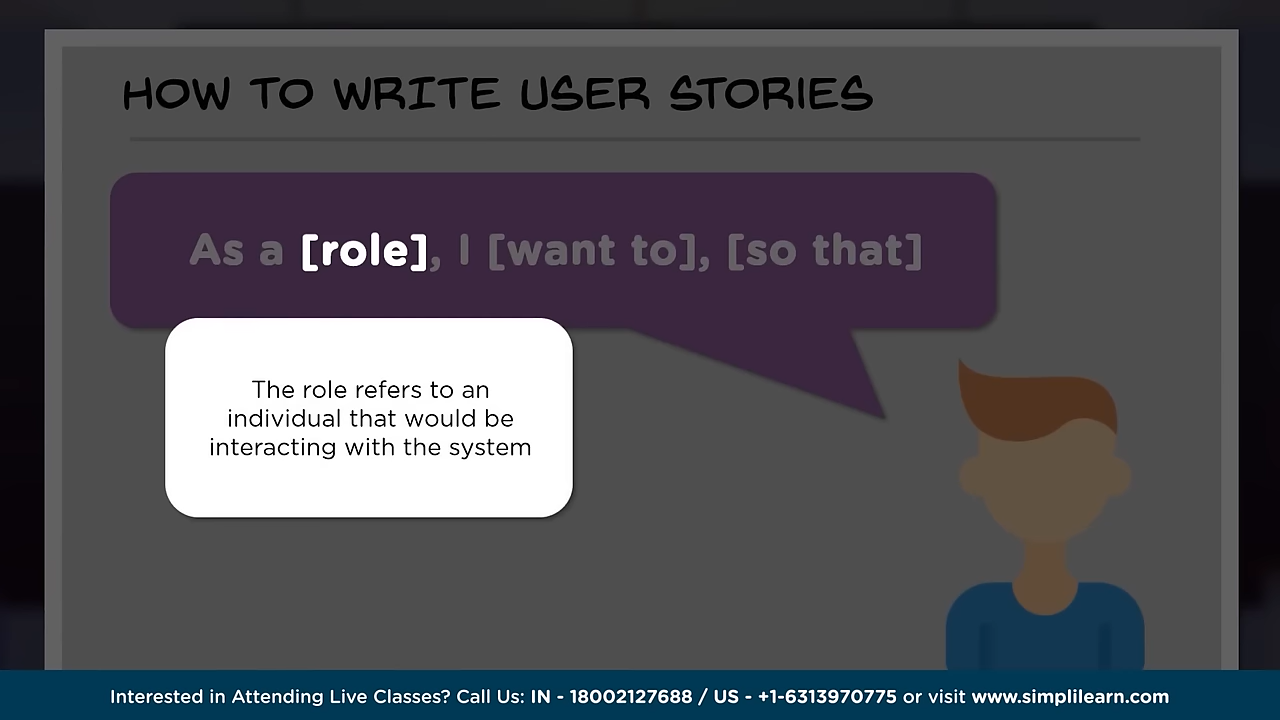 HOW TO WRITE USER STORIES
As a [role], I [want to], [so that]
The role refers to an
individual that would be
interacting with the system
Interested in Attending Live Classes? Call Us: IN - 18002127688 / US - +1-6313970775 or visit www.simplilearn.com